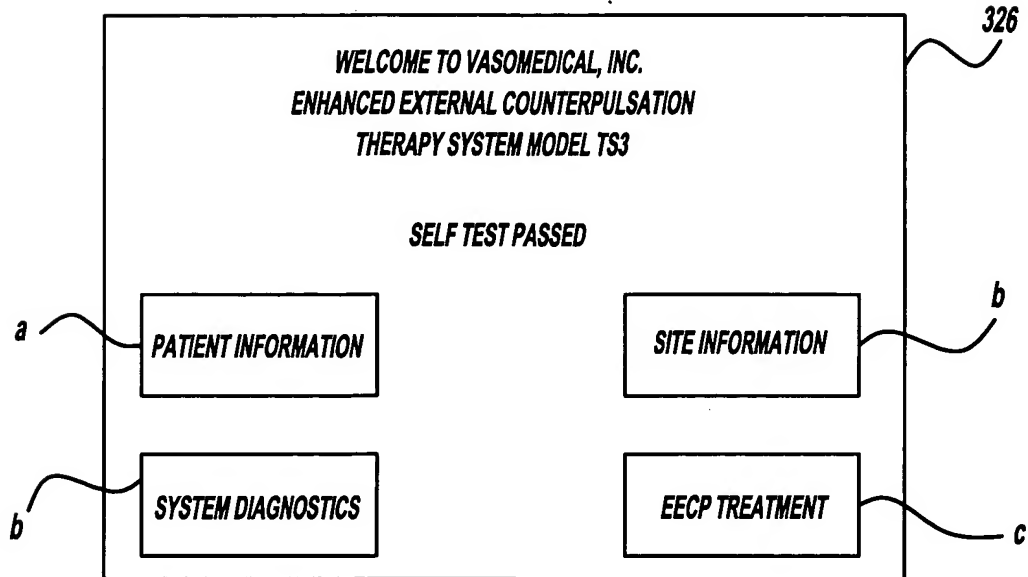 326
WELCOME TO VASOMEDICAL, INC.
ENHANCED EXTERNAL COUNTERPULSATION
THERAPY SYSTEM MODEL TS3
SELF TEST PASSED
a
PATIENT INFORMATION
SITE INFORMATION
b
b
SYSTEM DIAGNOSTICS
EECP TREATMENT
c